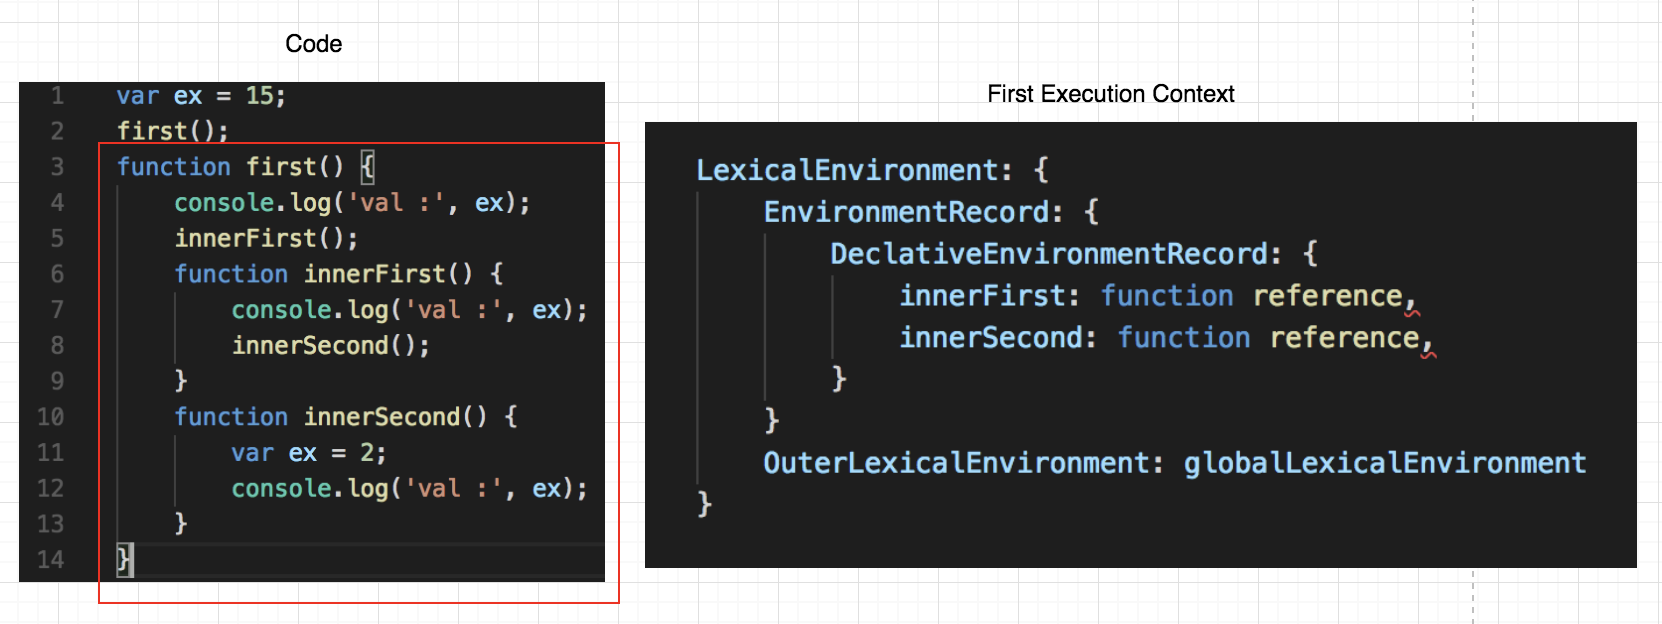 Code
1 var ex = 15;
2 first();
3 function first() {
4 console.log('val :', ex);
5 innerFirst();
6 function innerFirst() {
7 console.log('val :', ex);
8 innerSecond();
9 }
10 function innerSecond() {
11 var ex = 2;
12 console.log('val :', ex);
13 }
14 }
First Execution Context
LexicalEnvironment: {
EnvironmentRecord: {
DeclativeEnvironmentRecord: {
innerFirst: function reference,
innerSecond: function reference,
}
}
OuterLexicalEnvironment: globalLexicalEnvironment
}